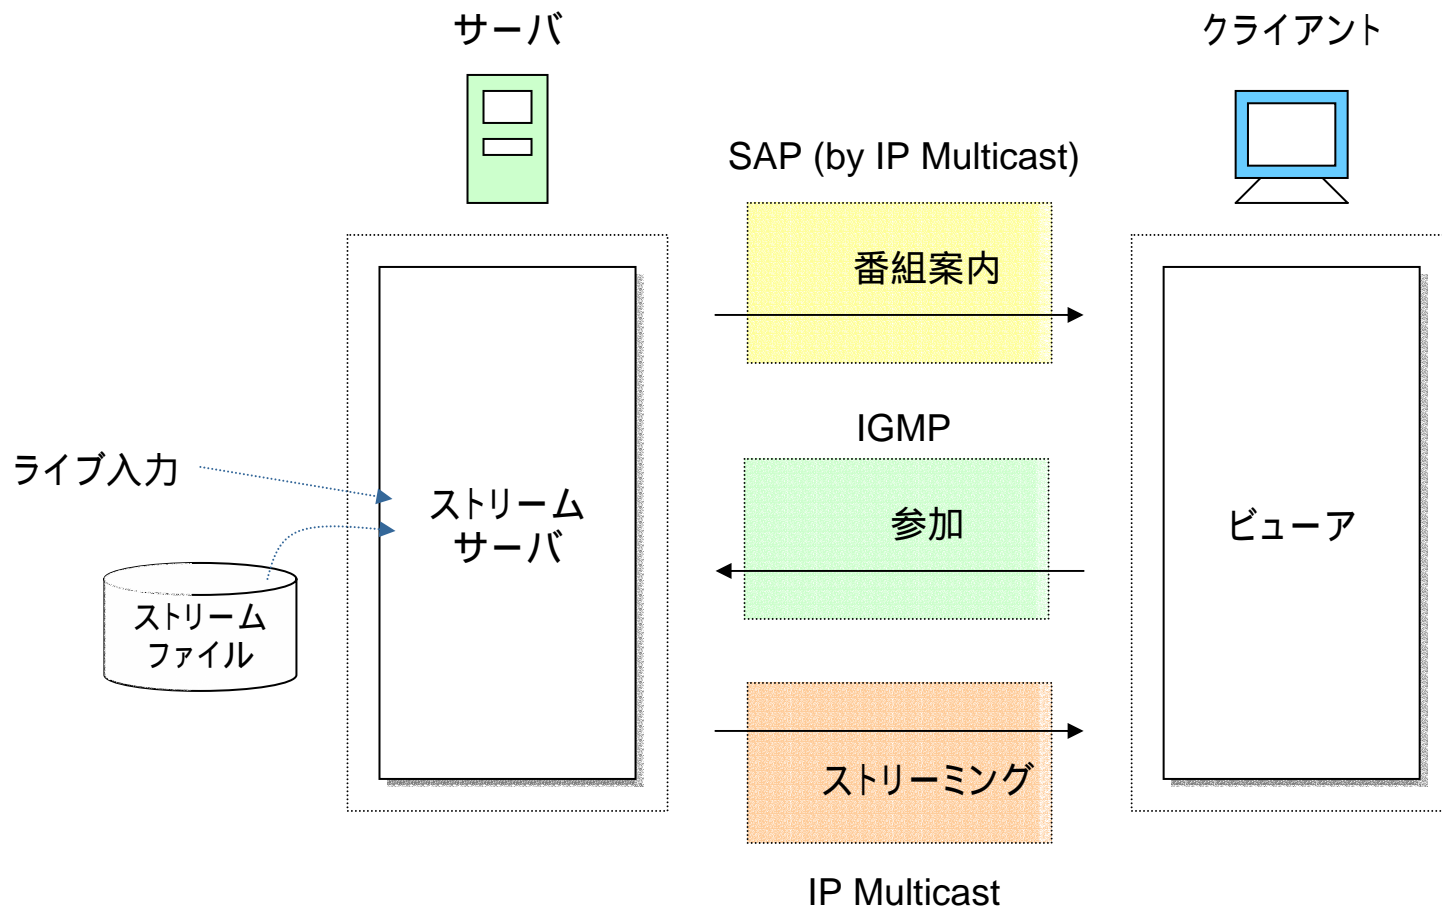 サーバ
クライアント
SAP (by IP Multicast)
番組案内
IGMP
ライブ入力
ストリーム
サーバ
参加
ビューア
ストリーム
ファイル
ストリーミング
IP Multicast